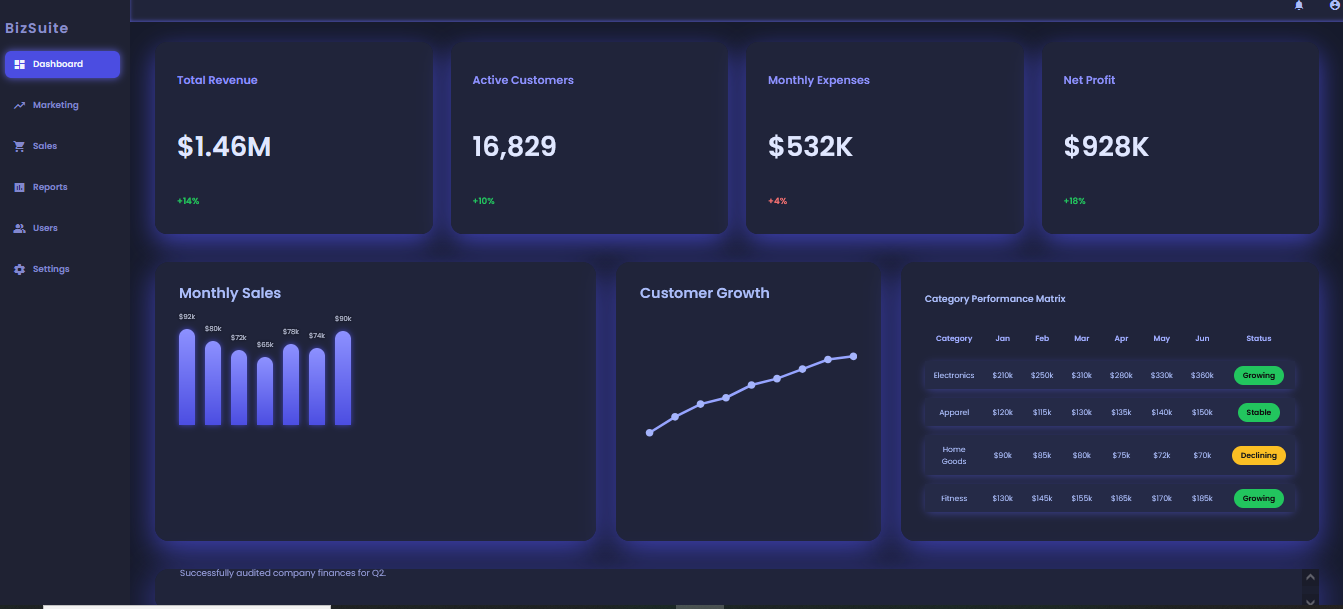 BizSuite
Dashboard
Marketing
Sales
Reports
Users
Settings
Total Revenue
$1.46M
+14%
Active Customers
16,829
+10%
Monthly Expenses
$532K
+4%
Net Profit
$928K
+18%
Monthly Sales
$92k $80k $72k $65k $78k $74k $90k
Customer Growth
Category Performance Matrix
Category Jan Feb Mar Apr May Jun Status
Electronics $210k $250k $310k $280k $330k $360k Growing
Apparel $120k $115k $130k $135k $140k $150k Stable
Home
Goods $90k $85k $80k $75k $72k $70k Declining
Fitness $130k $145k $155k $165k $170k $185k Growing
Successfully audited company finances for Q2.